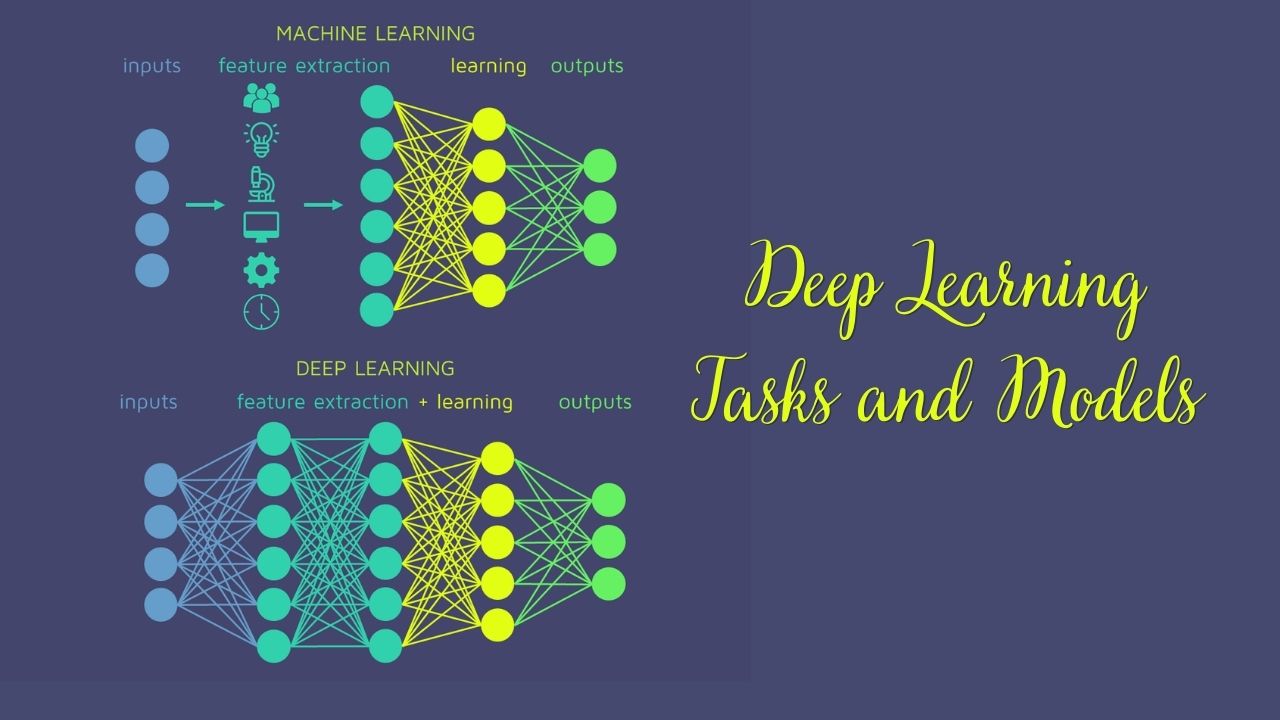 MACHINE LEARNING
inputs feature extraction learning outputs
DEEP LEARNING
inputs feature extraction + learning outputs
Deep Learning
Tasks and Models